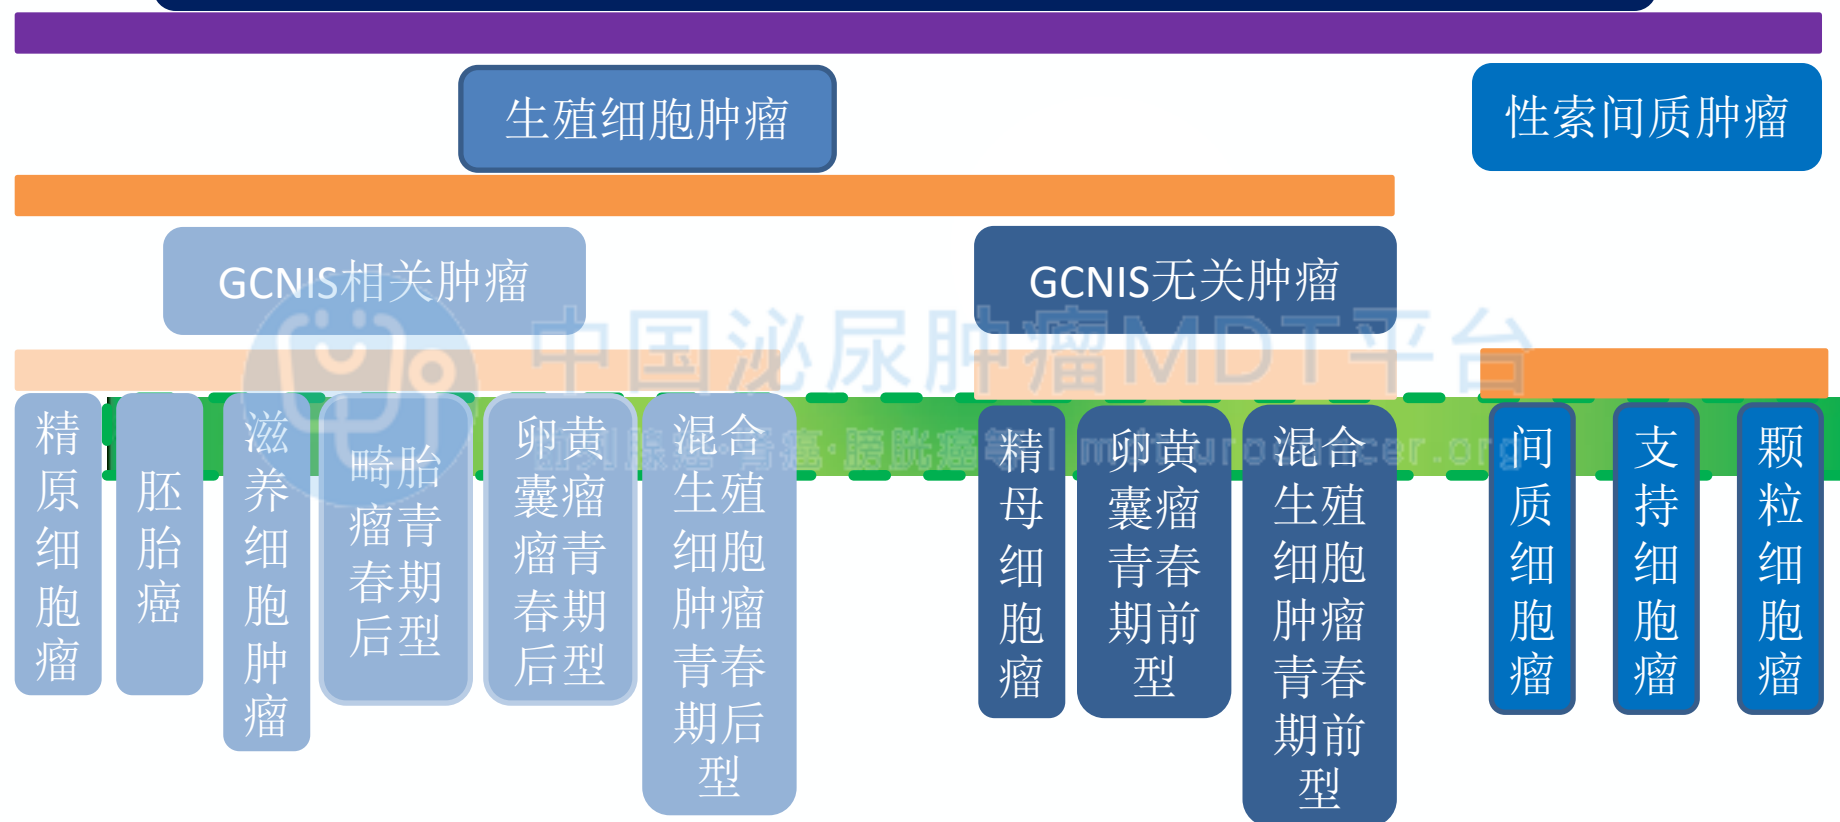 生殖细胞肿瘤
性索间质肿瘤
GCNIS相关肿瘤
GCNIS无关肿瘤
中国泌尿肿瘤MDT平台
mdt.urocancer.org
精
原
细
胞
瘤
胚
胎
癌
滋
养
细
胞
肿
瘤
畸胎
瘤青
春期
后型
卵黄
囊瘤
瘤青
春期
后型
混合
生殖
细胞
肿瘤
青春
期后
型
精
母
细
胞
瘤
卵黄
囊瘤
青春
期前
型
混合
生殖
细胞
肿瘤
青春
期前
型
间
质
细
胞
瘤
支
持
细
胞
瘤
颗
粒
细
胞
瘤